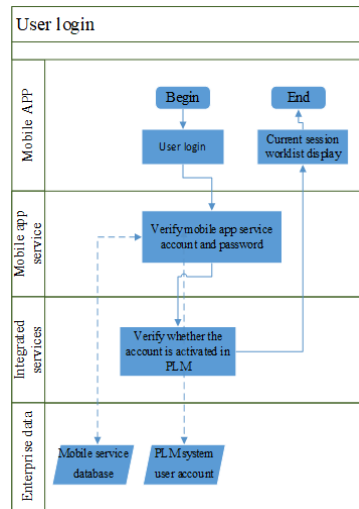 User login
Mobile APP
Begin
End
User login
Current session
worklist display
Mobile app
service
Verify mobile app service
account and password
Integrated
services
Verify whether the
account is activated in
PLM
Enterprise data
Mobile service
database
PLM system
user account